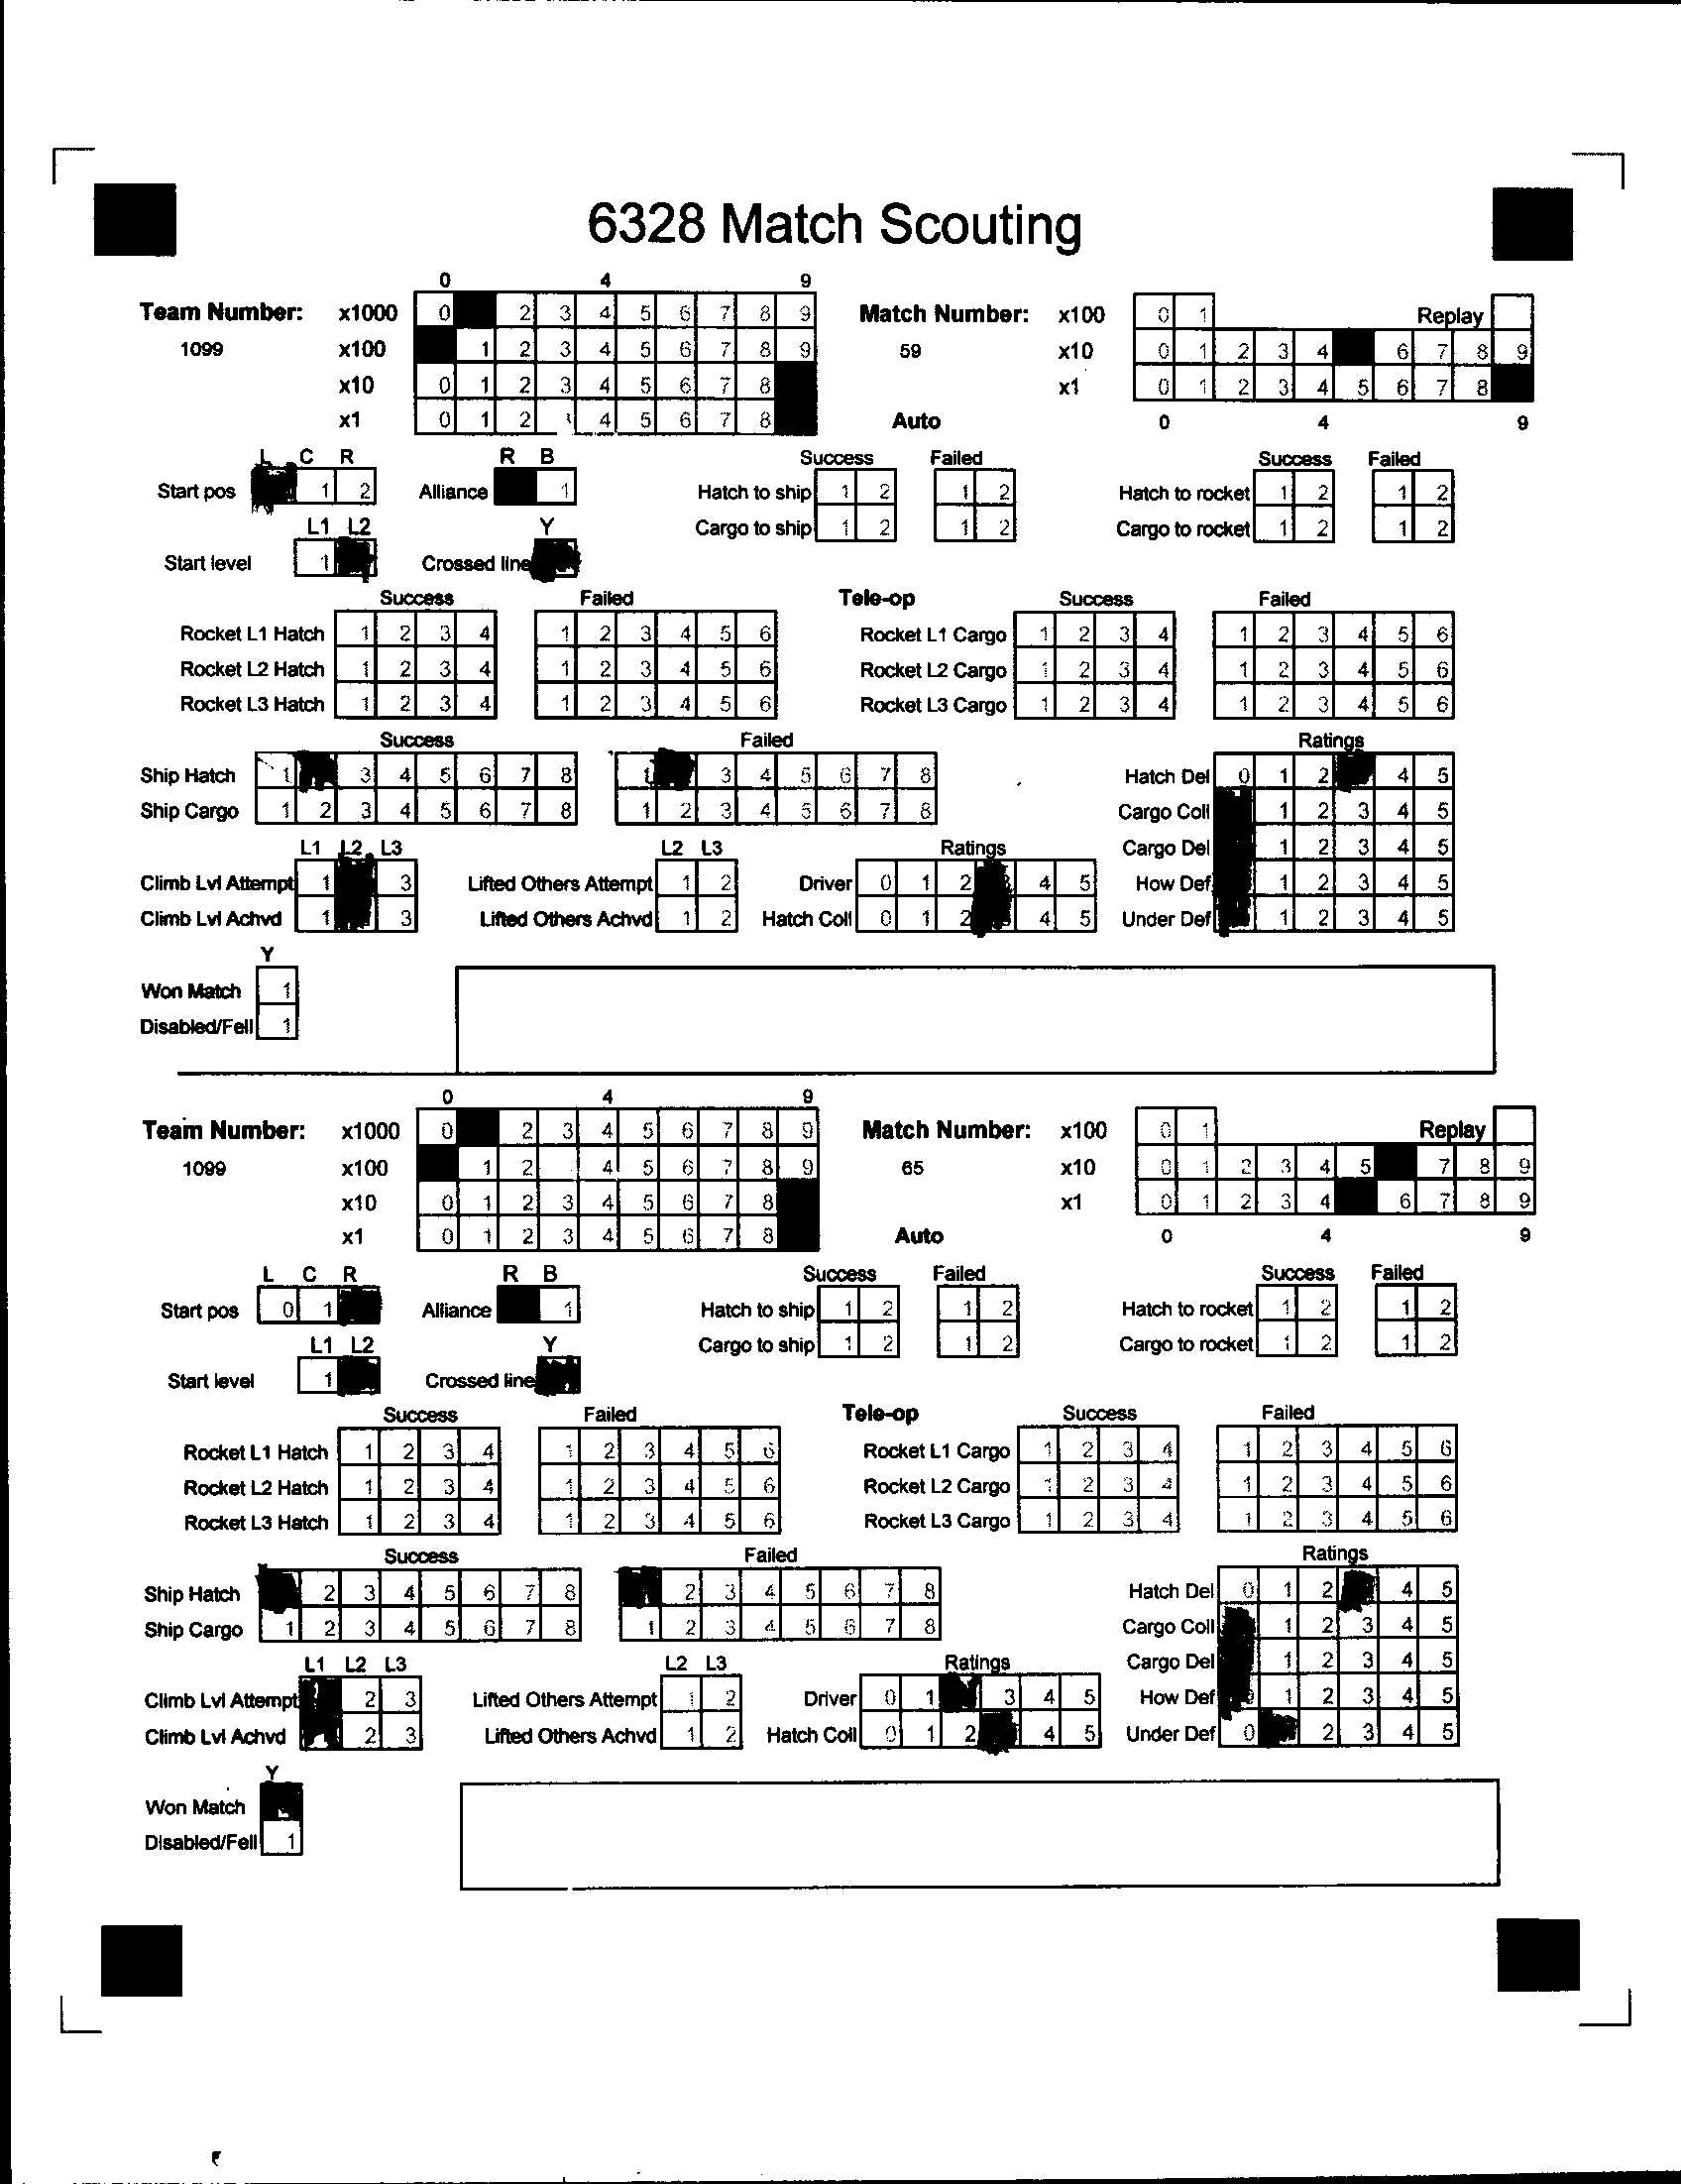 6328 Match Scouting
0 4 9
Team Number: x1000 0 2 3 4 5 6 7 8 9 Match Number: x100 0 1 Replay
1099 x100 1 2 3 4 5 6 7 8 9 59 x10 0 1 2 3 4 6 7 8 9
x10 0 1 2 3 4 5 6 7 8 x1 0 1 2 3 4 5 6 7 8
x1 0 1 2 4 5 6 7 8 Auto 0 4 9
L C R R B Success Failed Success Failed
Start pos 1 2 Alliance 1 Hatch to ship 1 2 1 2 Hatch to rocket 1 2 1 2
L1 L2 Y Cargo to ship 1 2 1 2 Cargo to rocket 1 2 1 2
Start level 1 Crossed line
Success Failed Tele-op Success Failed
Rocket L1 Hatch 1 2 3 4 1 2 3 4 5 6 Rocket L1 Cargo 1 2 3 4 1 2 3 4 5 6
Rocket L2 Hatch 1 2 3 4 1 2 3 4 5 6 Rocket L2 Cargo 1 2 3 4 1 2 3 4 5 6
Rocket L3 Hatch 1 2 3 4 1 2 3 4 5 6 Rocket L3 Cargo 1 2 3 4 1 2 3 4 5 6
Success Failed Ratings
Ship Hatch 1 3 4 5 6 7 8 1 3 4 5 6 7 8 Hatch Del 0 1 2 4 5
Ship Cargo 1 2 3 4 5 6 7 8 1 2 3 4 5 6 7 8 Cargo Coll 1 2 3 4 5
L1 L2 L3 L2 L3 Ratings Cargo Del 1 2 3 4 5
Climb Lvl Attempt 1 3 Lifted Others Attempt 1 2 Driver 0 1 2 4 5 How Def 1 2 3 4 5
Climb Lvl Achvd 1 3 Lifted Others Achvd 1 2 Hatch Coll 0 1 2 4 5 Under Def 1 2 3 4 5
Y
Won Match 1
Disabled/Fell 1
0 4 9
Team Number: x1000 0 2 3 4 5 6 7 8 9 Match Number: x100 0 1 Replay
1099 x100 1 2 4 5 6 7 8 9 65 x10 0 1 2 3 4 5 7 8 9
x10 0 1 2 3 4 5 6 7 8 x1 0 1 2 3 4 6 7 8 9
x1 0 1 2 3 4 5 6 7 8 Auto 0 4 9
L C R R B Success Failed Success Failed
Start pos 0 1 Alliance 1 Hatch to ship 1 2 1 2 Hatch to rocket 1 2 1 2
L1 L2 Y Cargo to ship 1 2 1 2 Cargo to rocket 1 2 1 2
Start level 1 Crossed line
Success Failed Tele-op Success Failed
Rocket L1 Hatch 1 2 3 4 1 2 3 4 5 6 Rocket L1 Cargo 1 2 3 4 1 2 3 4 5 6
Rocket L2 Hatch 1 2 3 4 1 2 3 4 5 6 Rocket L2 Cargo 1 2 3 4 1 2 3 4 5 6
Rocket L3 Hatch 1 2 3 4 1 2 3 4 5 6 Rocket L3 Cargo 1 2 3 4 1 2 3 4 5 6
Success Failed Ratings
Ship Hatch 2 3 4 5 6 7 8 2 3 4 5 6 7 8 Hatch Del 0 1 2 4 5
Ship Cargo 1 2 3 4 5 6 7 8 1 2 3 4 5 6 7 8 Cargo Coll 1 2 3 4 5
L1 L2 L3 L2 L3 Ratings Cargo Del 1 2 3 4 5
Climb Lvl Attempt 2 3 Lifted Others Attempt 1 2 Driver 0 1 3 4 5 How Def 1 2 3 4 5
Climb Lvl Achvd 2 3 Lifted Others Achvd 1 2 Hatch Coll 0 1 2 4 5 Under Def 0 2 3 4 5
Y
Won Match
Disabled/Fell 1